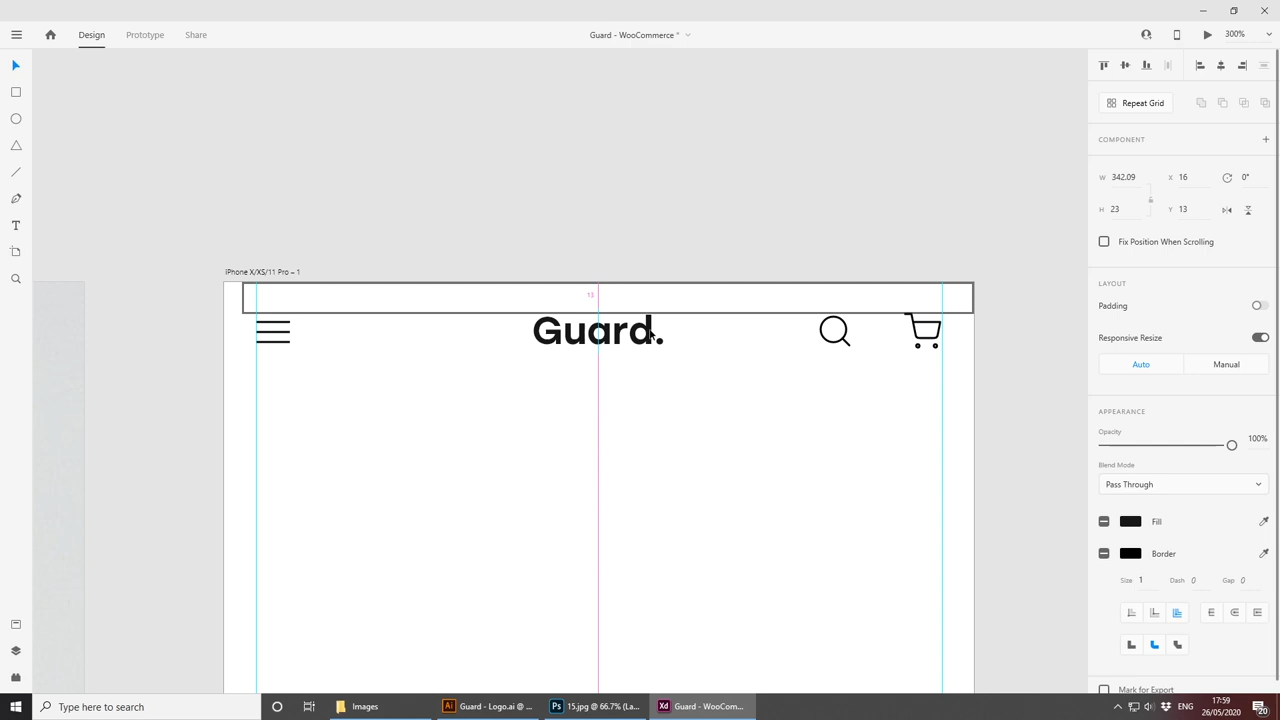 Design
Prototype
Share
Guard - WooCommerce *
300%
Repeat Grid
COMPONENT
W 342.09
X 16
0°
H 23
Y 13
Fix Position When Scrolling
LAYOUT
Padding
Responsive Resize
Auto
Manual
APPEARANCE
Opacity
100%
Blend Mode
Pass Through
Fill
Border
Size 1
Dash 0
Gap 0
Mark for Export
iPhone X/XS/11 Pro – 1
13
Guard.
Type here to search
Images
Guard - Logo.ai @ ...
15.jpg @ 66.7% (La...
Guard - WooCom...
ENG
17:59
26/05/2020
20